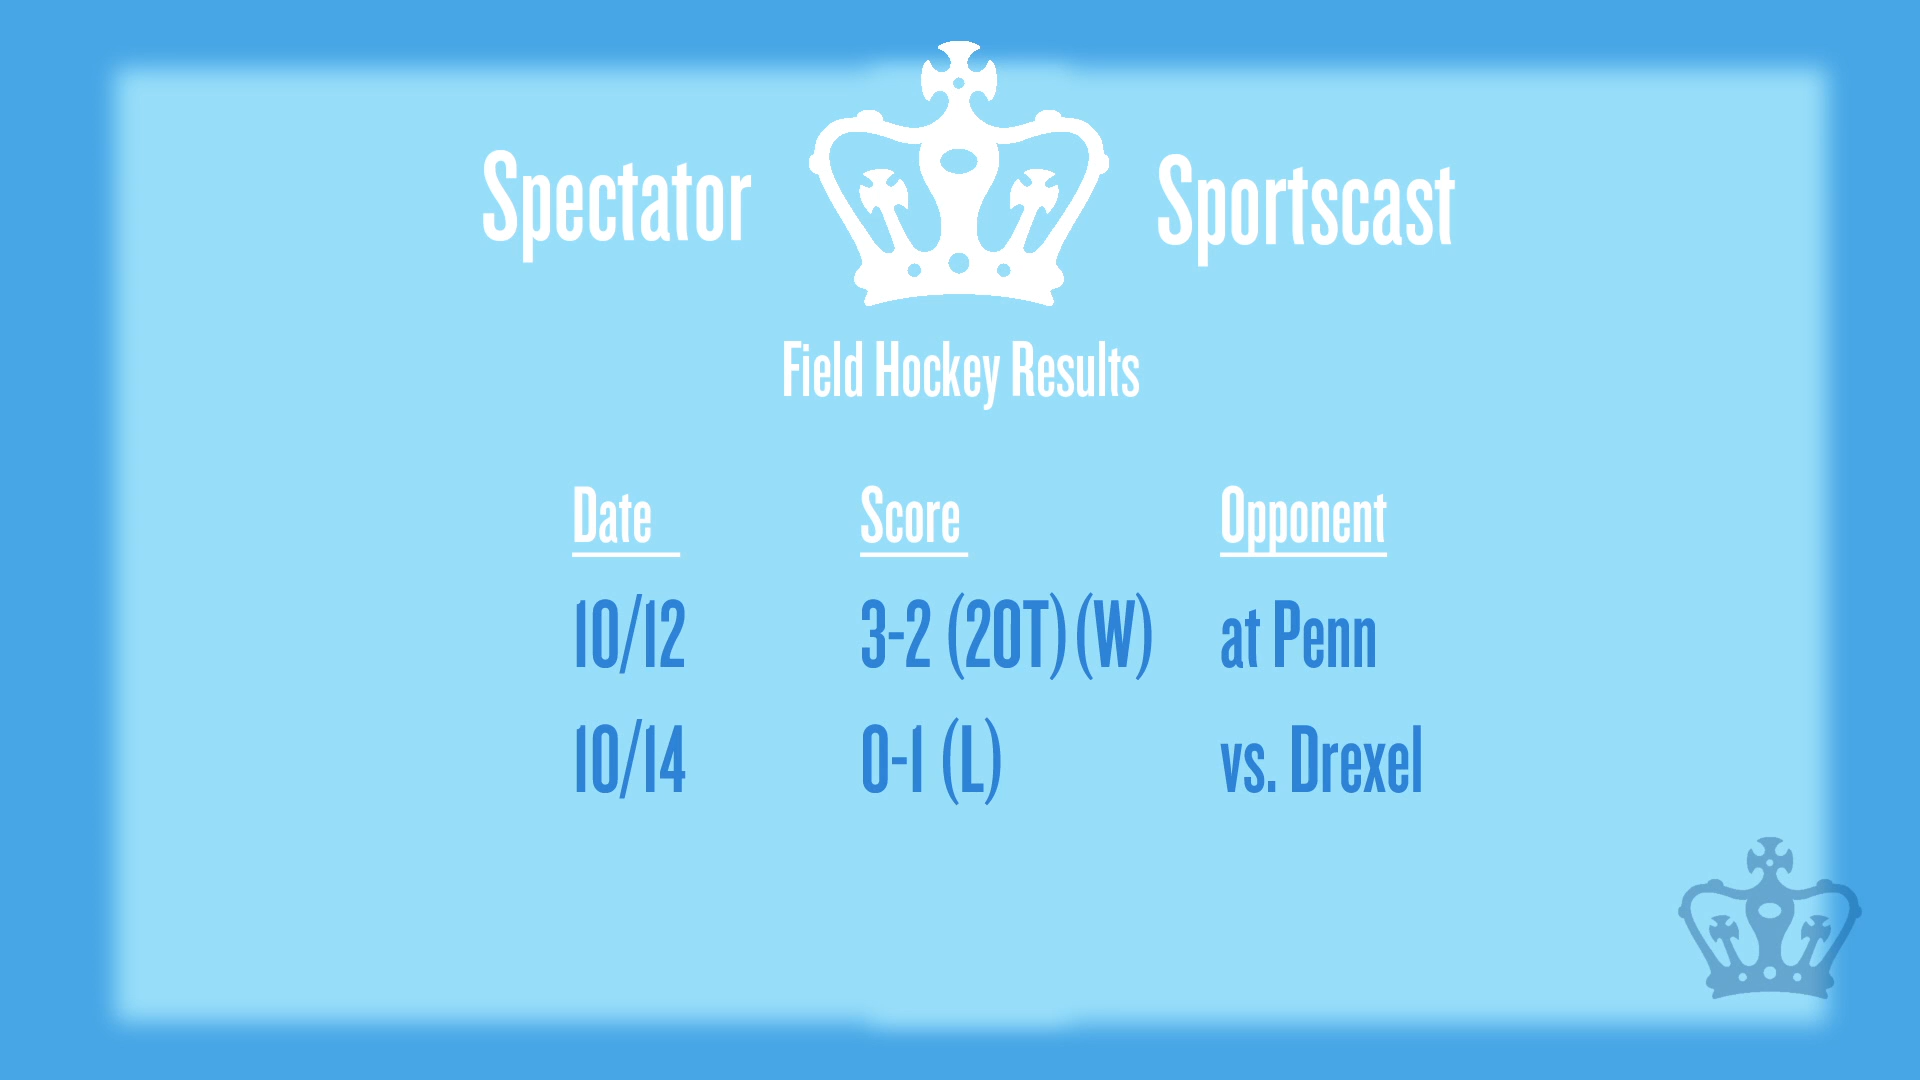 Spectator Sportscast
Field Hockey Results
Date Score Opponent
10/12 3-2 (2OT) (W) at Penn
10/14 0-1 (L) vs. Drexel